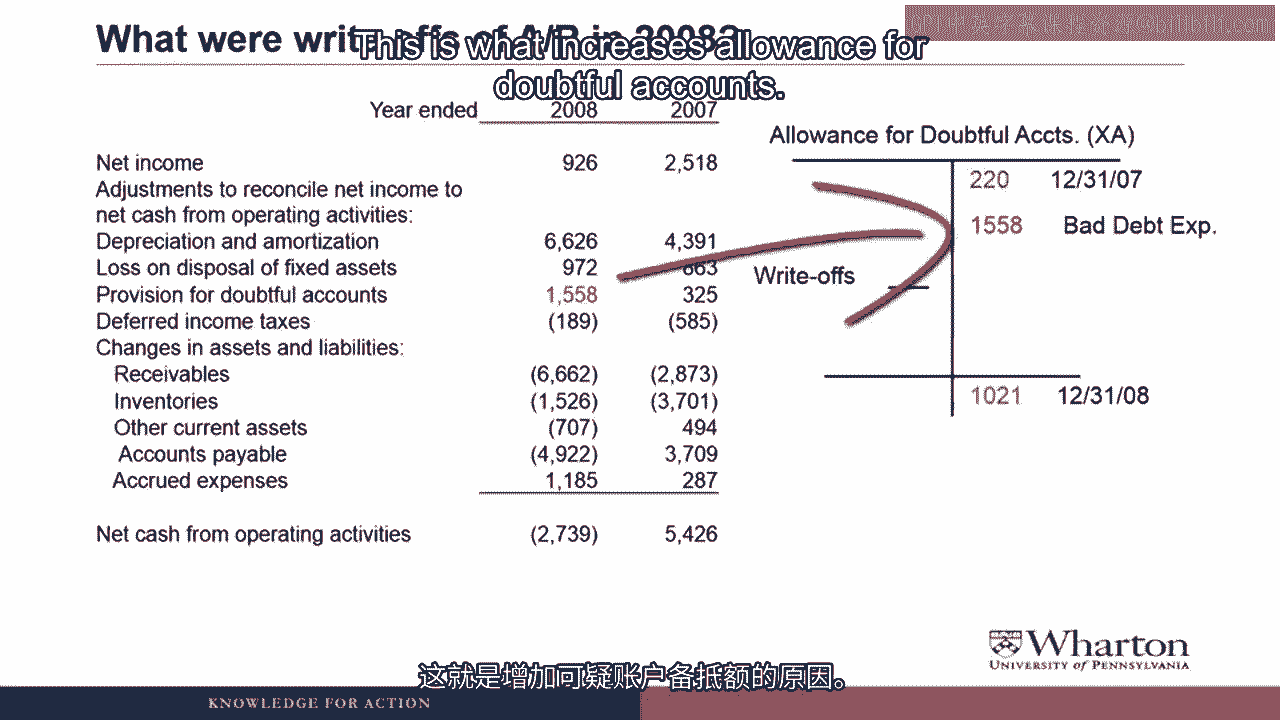 What were write-offs of A/R in 2008?
This is what increases allowance for
doubtful accounts.
Year ended 2008 2007
Allowance for Doubtful Accts. (XA)
Net income 926 2,518
220 12/31/07
Adjustments to reconcile net income to
net cash from operating activities:
1558 Bad Debt Exp.
Depreciation and amortization 6,626 4,391
Loss on disposal of fixed assets 972 663
Write-offs
Provision for doubtful accounts 1,558 325
Deferred income taxes (189) (585)
Changes in assets and liabilities:
Receivables (6,662) (2,873)
Inventories (1,526) (3,701)
1021 12/31/08
Other current assets (707) 494
Accounts payable (4,922) 3,709
Accrued expenses 1,185 287
Net cash from operating activities (2,739) 5,426
Wharton
UNIVERSITY of PENNSYLVANIA
这就是增加可疑账户备抵额的原因。
KNOWLEDGE FOR ACTION